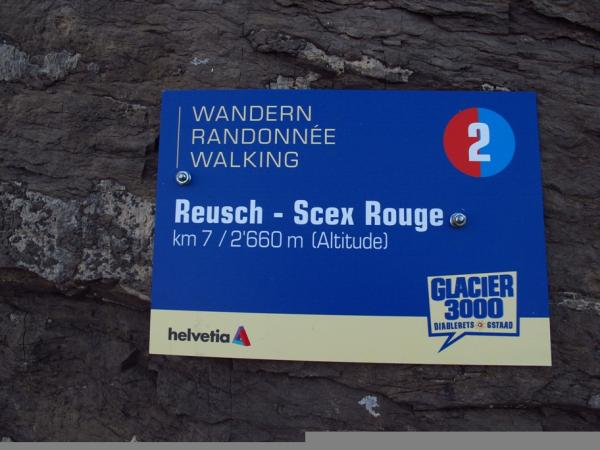 WANDERN
RANDONNÉE
WALKING
2
Reusch - Scex Rouge
km 7 / 2'660 m (Altitude)
GLACIER
3000
DIABLERETS GSTAAD
helvetia